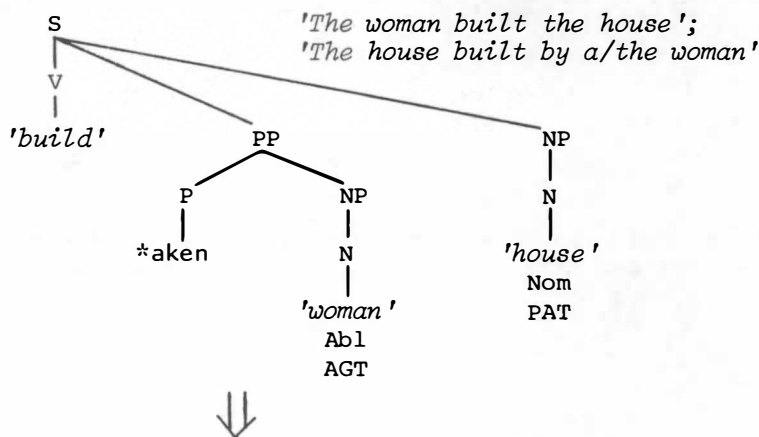 S 'The woman built the house';
'The house built by a/the woman'
V
'build' PP NP
P NP N
*aken N 'house'
'woman' Nom
Abl PAT
AGT